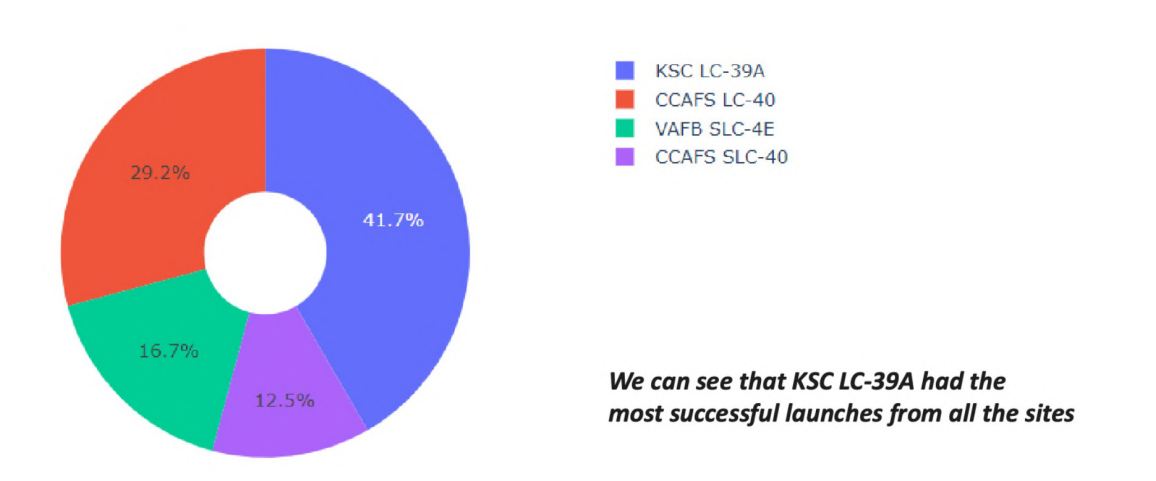 KSC LC-39A
CCAFS LC-40
VAFB SLC-4E
CCAFS SLC-40
29.2%
41.7%
16.7%
12.5%
We can see that KSC LC-39A had the
most successful launches from all the sites